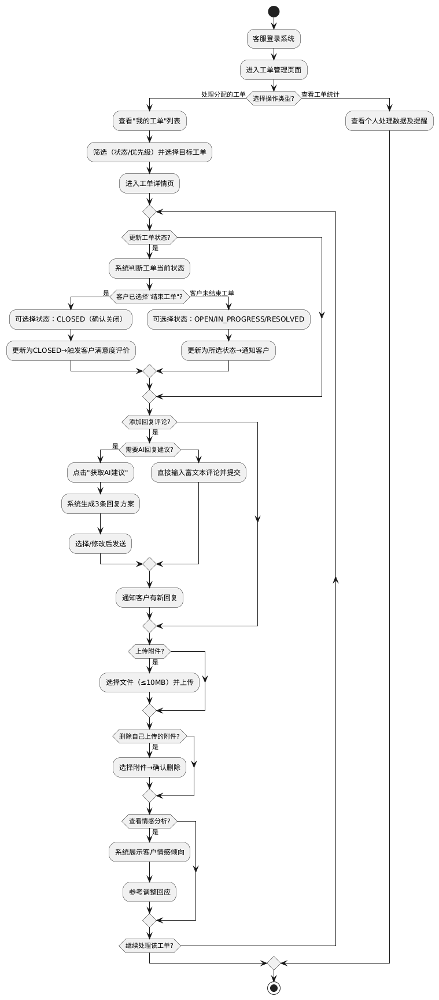 客服登录系统
进入工单管理页面
处理分配的工单
选择操作类型?
查看工单统计
查看"我的工单"列表
查看个人处理数据及提醒
筛选（状态/优先级）并选择目标工单
进入工单详情页
更新工单状态?
是
系统判断工单当前状态
是
客户已选择"结束工单"?
客户未结束工单
可选择状态：CLOSED（确认关闭）
可选择状态：OPEN/IN_PROGRESS/RESOLVED
更新为CLOSED→触发客户满意度评价
更新为所选状态→通知客户
添加回复评论?
是
是
需要AI回复建议?
点击"获取AI建议"
直接输入富文本评论并提交
系统生成3条回复方案
选择/修改后发送
通知客户有新回复
上传附件?
是
选择文件（≤10MB）并上传
删除自己上传的附件?
是
选择附件→确认删除
查看情感分析?
是
系统展示客户情感倾向
参考调整回应
继续处理该工单?